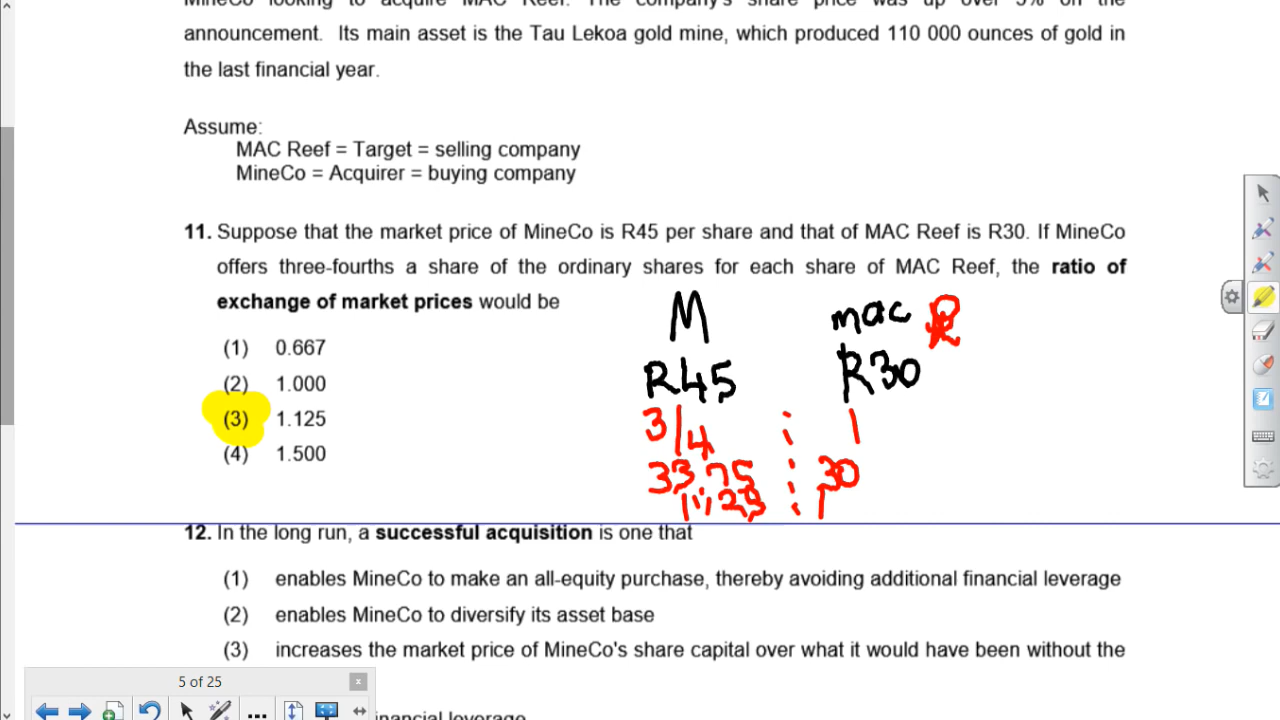 MineCo looking to acquire MAC Reef. The company's share price was up over 5% on the
announcement. Its main asset is the Tau Lekoa gold mine, which produced 110 000 ounces of gold in
the last financial year.
Assume:
MAC Reef = Target = selling company
MineCo = Acquirer = buying company
11. Suppose that the market price of MineCo is R45 per share and that of MAC Reef is R30. If MineCo
offers three-fourths a share of the ordinary shares for each share of MAC Reef, the ratio of
exchange of market prices would be
M mac R
(1) 0.667
R45 R30
(2) 1.000
(3) 1.125
3/4 : 1
(4) 1.500
33.75 : 30
: 1
12. In the long run, a successful acquisition is one that
(1) enables MineCo to make an all-equity purchase, thereby avoiding additional financial leverage
(2) enables MineCo to diversify its asset base
(3) increases the market price of MineCo's share capital over what it would have been without the
5 of 25
financial leverage